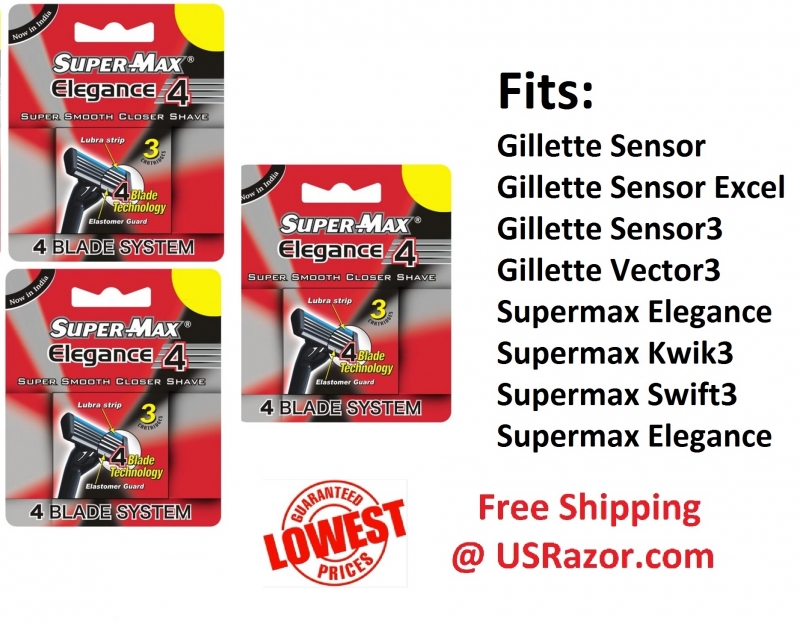 Now in India
SUPER-MAX®
Elegance 4
SUPER SMOOTH CLOSER SHAVE
Lubra strip
3
CARTRIDGES
4 Blade
Technology
Elastomer Guard
4 BLADE SYSTEM
Now in India
SUPER-MAX®
Elegance 4
SUPER SMOOTH CLOSER SHAVE
Lubra strip
3
CARTRIDGES
4 Blade
Technology
Elastomer Guard
4 BLADE SYSTEM
Now in India
SUPER-MAX®
Elegance 4
SUPER SMOOTH CLOSER SHAVE
Lubra strip
3
CARTRIDGES
4 Blade
Technology
Elastomer Guard
4 BLADE SYSTEM
Fits:
Gillette Sensor
Gillette Sensor Excel
Gillette Sensor3
Gillette Vector3
Supermax Elegance
Supermax Kwik3
Supermax Swift3
Supermax Elegance
GUARANTEED
LOWEST
PRICES
Free Shipping
@ USRazor.com